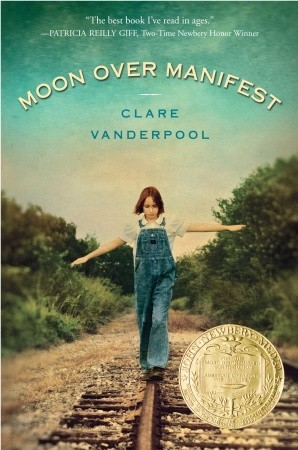 "The best book I've read in ages."
—PATRICIA REILLY GIFF, Two-Time Newbery Honor Winner
MOON OVER MANIFEST
CLARE
VANDERPOOL